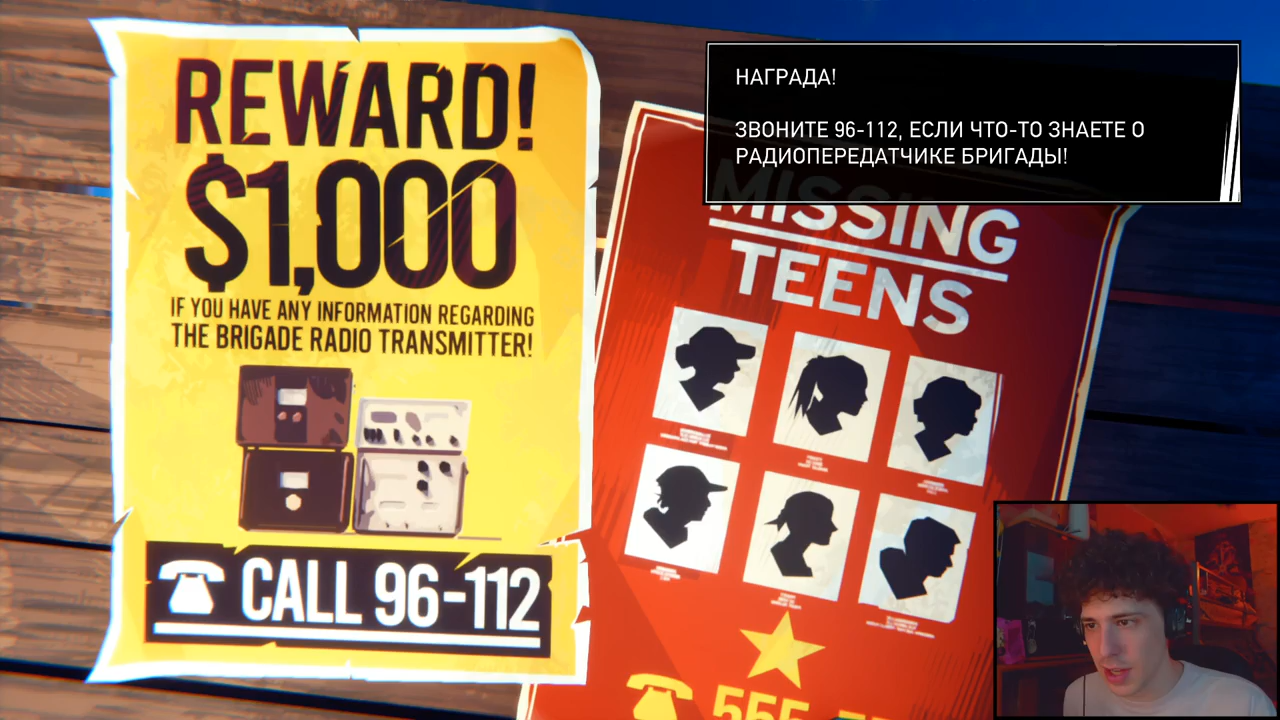 REWARD!
$1,000
IF YOU HAVE ANY INFORMATION REGARDING
THE BRIGADE RADIO TRANSMITTER!
CALL 96-112
НАГРАДА!
ЗВОНИТЕ 96-112, ЕСЛИ ЧТО-ТО ЗНАЕТЕ О
РАДИОПЕРЕДАТЧИКЕ БРИГАДЫ!
MISSING
TEENS